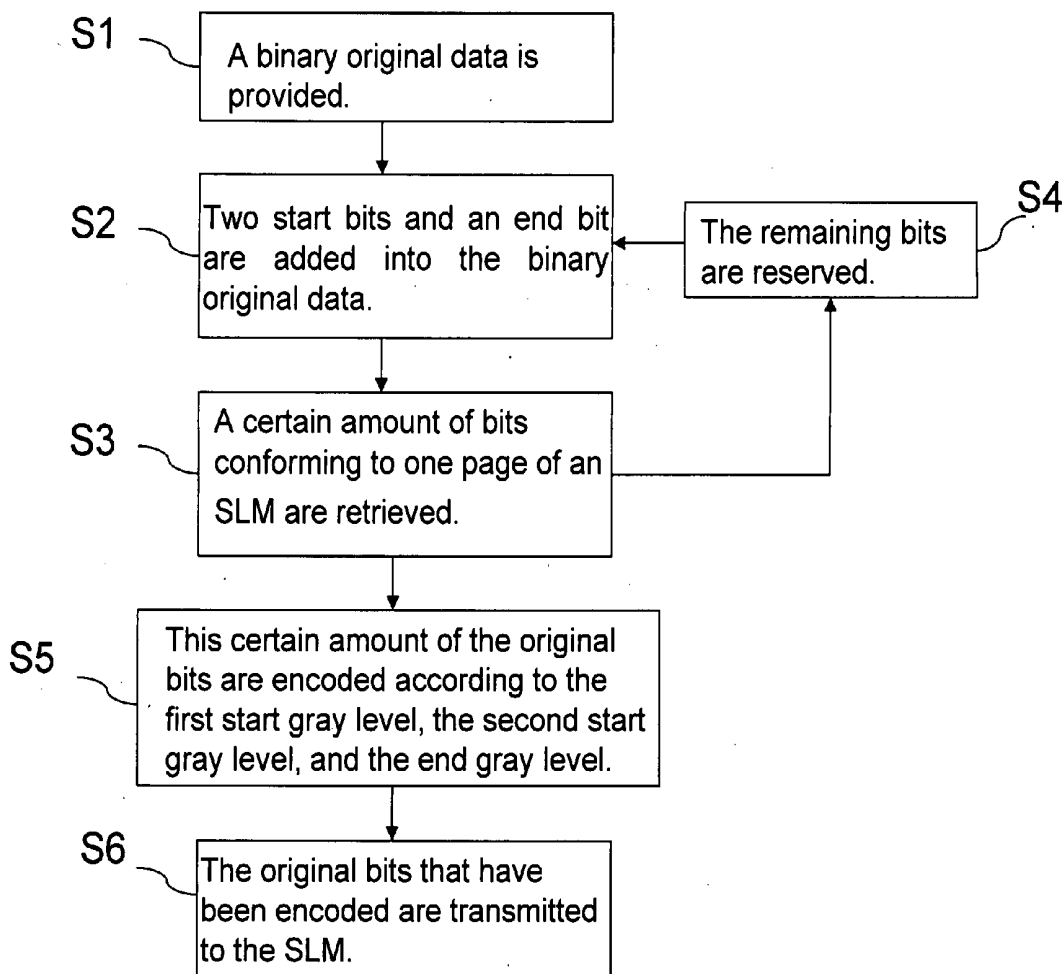 S1
A binary original data is
provided.
S2
Two start bits and an end bit
are added into the binary
original data.
S4
The remaining bits
are reserved.
S3
A certain amount of bits
conforming to one page of an
SLM are retrieved.
S5
This certain amount of the original
bits are encoded according to the
first start gray level, the second start
gray level, and the end gray level.
S6
The original bits that have
been encoded are transmitted
to the SLM.